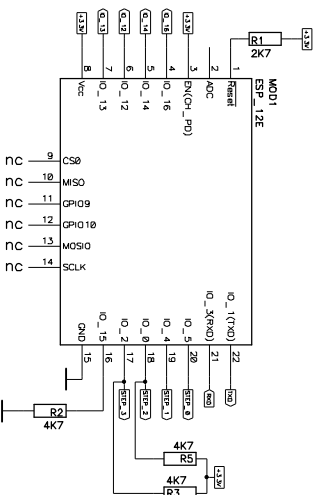 +3.3V
IO_13
IO_12
IO_14
IO_16
+3.3V
R1
2K7
+3.3V
8
7
6
5
4
3
2
1
Vcc
IO_13
IO_12
IO_14
IO_16
EN(CH_PD)
ADC
Reset
MOD1
ESP_12E
nc 9 CS0
nc 10 MISO
nc 11 GPIO9
nc 12 GPIO10
nc 13 MOSIO
nc 14 SCLK
GND
IO_15
IO_2
IO_0
IO_4
IO_5
IO_3(RXD)
IO_1(TXD)
15
16
17
18
19
20
21
22
STEP_3
STEP_2
STEP_1
STEP_0
RXD
TXD
R2
4K7
4K7
R5
+3.3V
4K7
R3